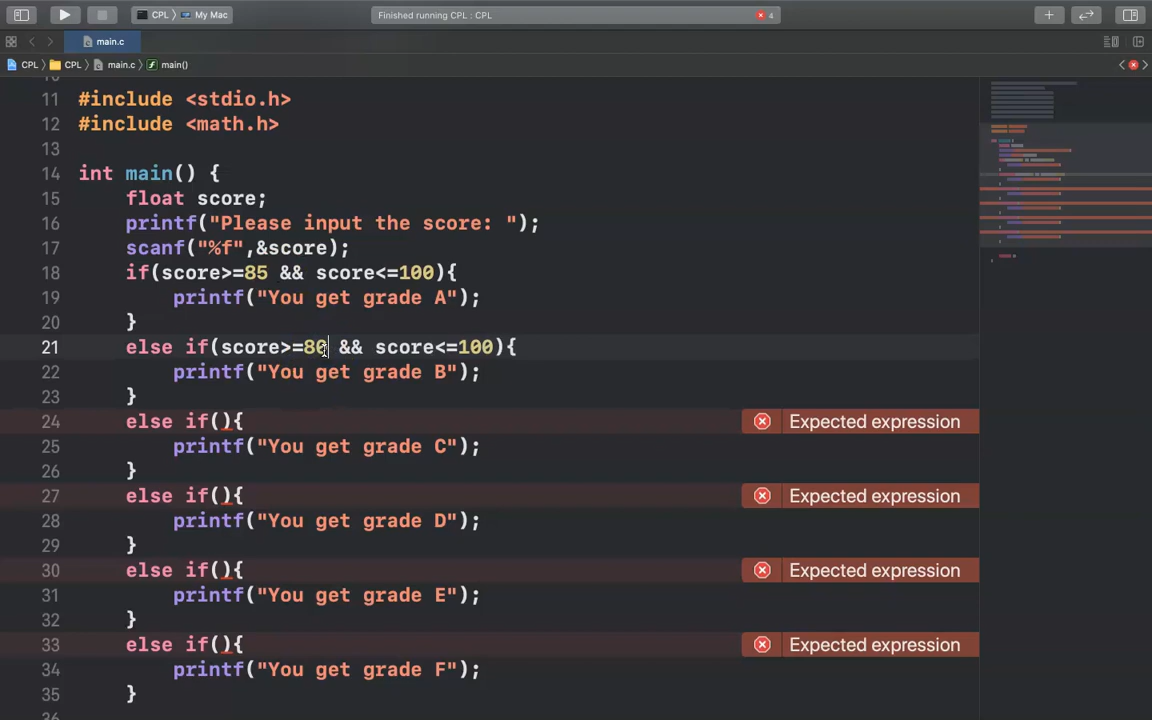 CPL 〉 My Mac
Finished running CPL : CPL
4
main.c
CPL 〉 CPL 〉 main.c 〉 main()
11 #include <stdio.h>
12 #include <math.h>
13
14 int main() {
15 float score;
16 printf("Please input the score: ");
17 scanf("%f",&score);
18 if(score>=85 && score<=100){
19 printf("You get grade A");
20 }
21 else if(score>=80 && score<=100){
22 printf("You get grade B");
23 }
24 else if(){ Expected expression
25 printf("You get grade C");
26 }
27 else if(){ Expected expression
28 printf("You get grade D");
29 }
30 else if(){ Expected expression
31 printf("You get grade E");
32 }
33 else if(){ Expected expression
34 printf("You get grade F");
35 }